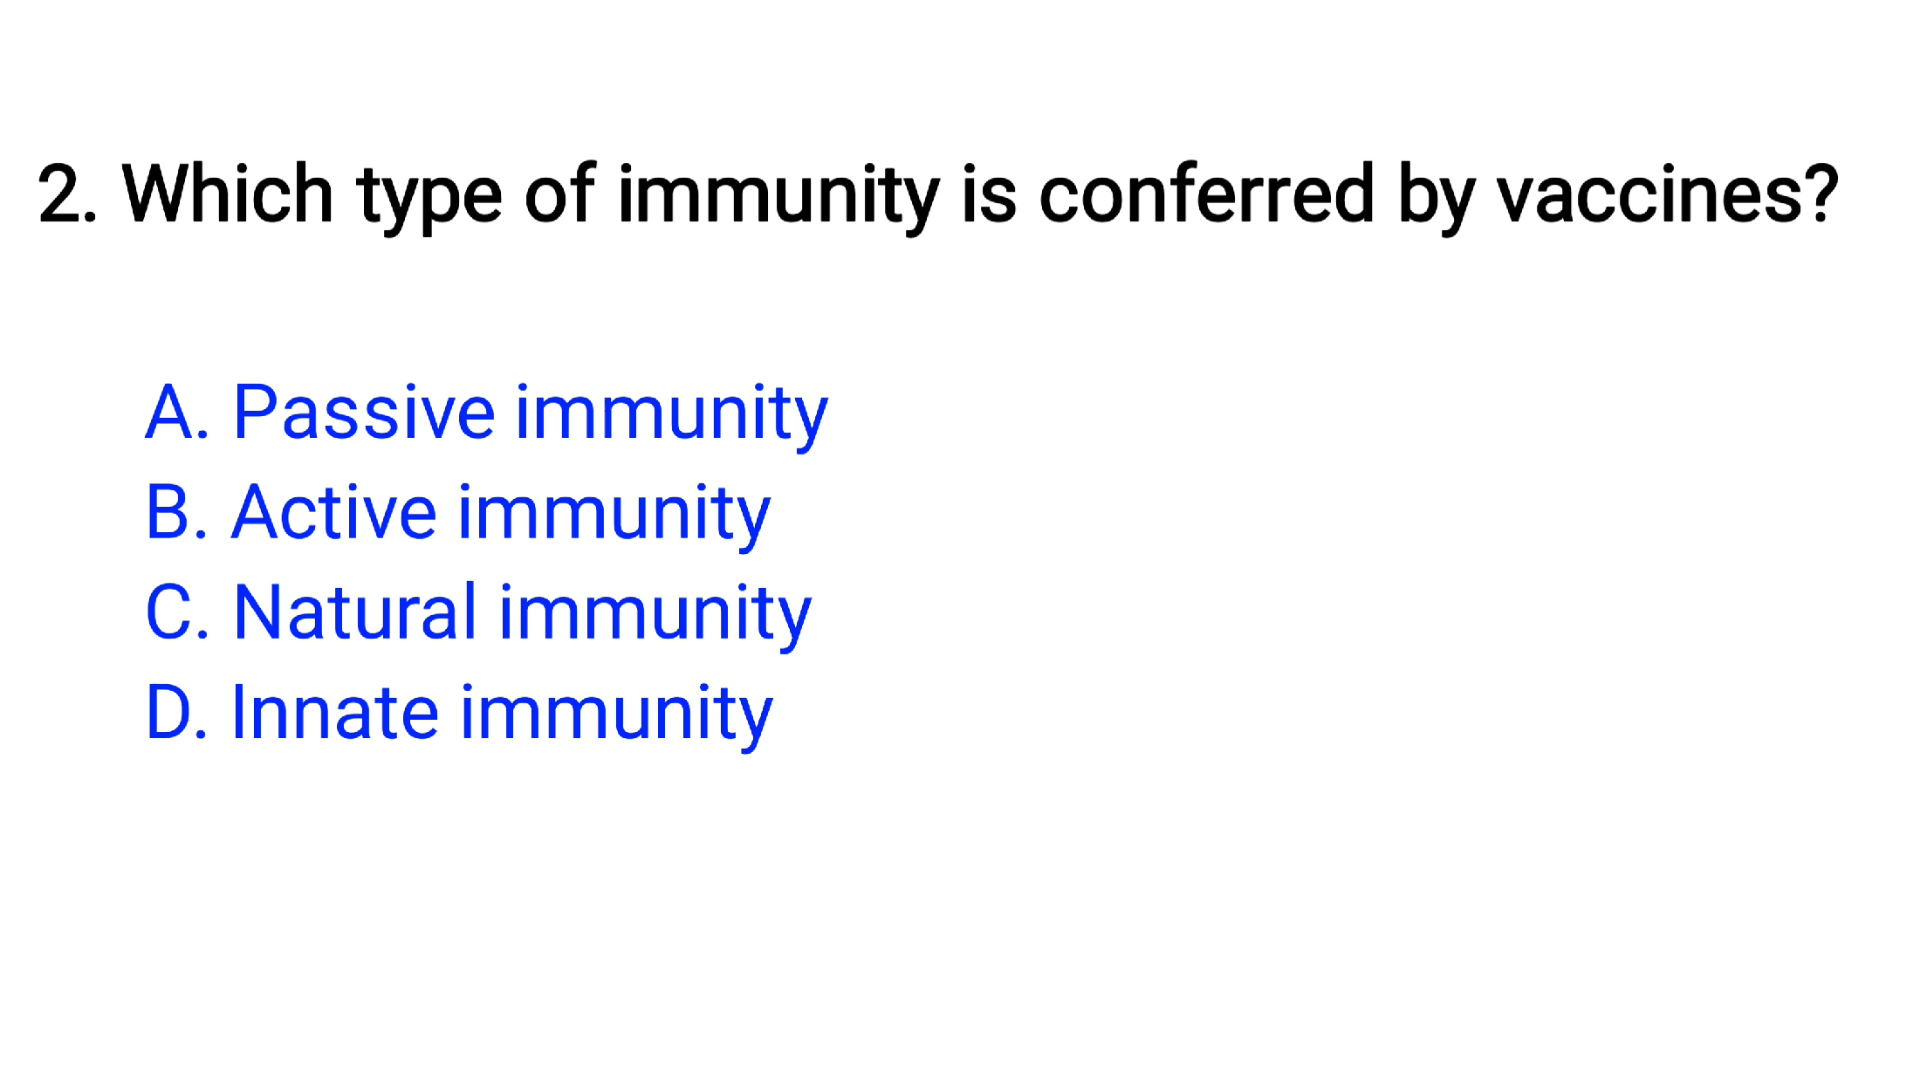 2. Which type of immunity is conferred by vaccines?
A. Passive immunity
B. Active immunity
C. Natural immunity
D. Innate immunity